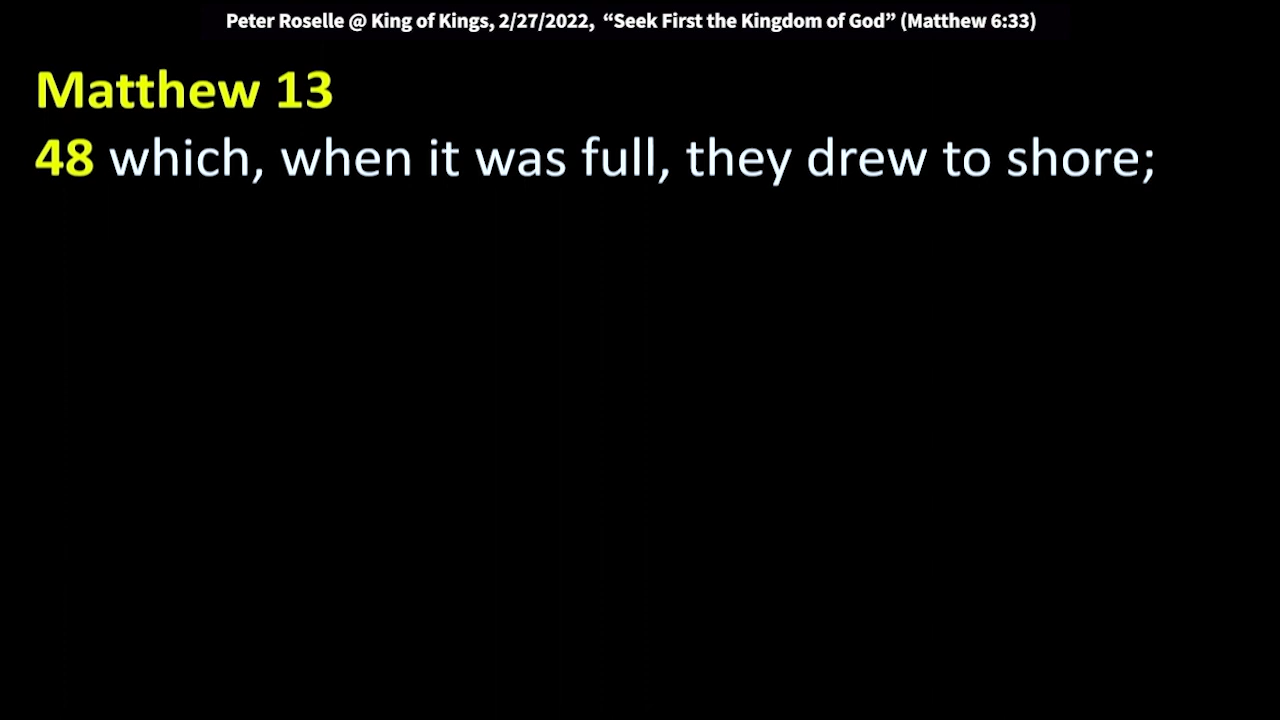 Peter Roselle @ King of Kings, 2/27/2022, “Seek First the Kingdom of God” (Matthew 6:33)
Matthew 13
48 which, when it was full, they drew to shore;